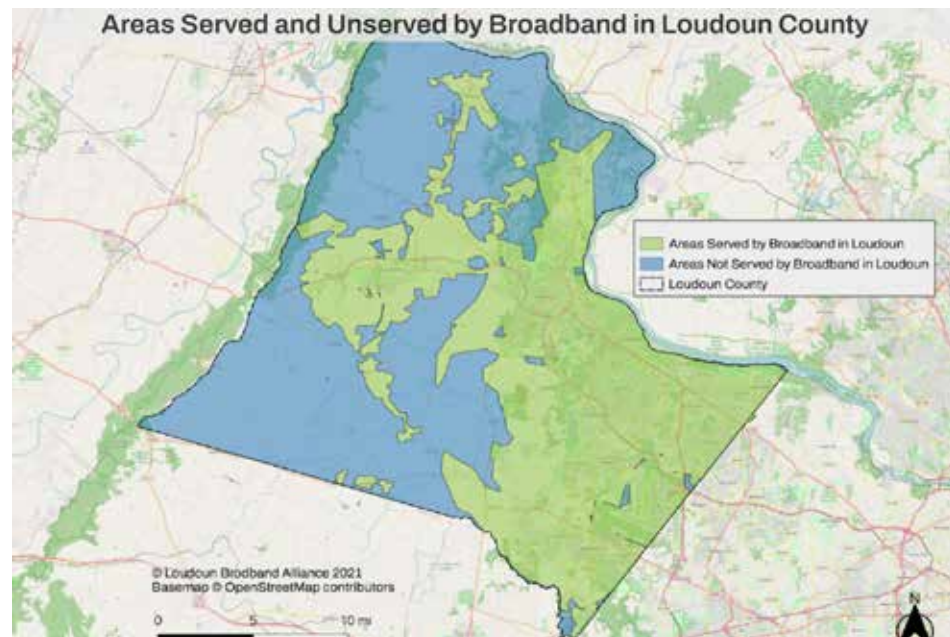 Areas Served and Unserved by Broadband in Loudoun County
Areas Served by Broadband in Loudoun
Areas Not Served by Broadband in Loudoun
Loudoun County
© Loudoun Brodband Alliance 2021
Basemap © OpenStreetMap contributors
0 5 10 mi
N